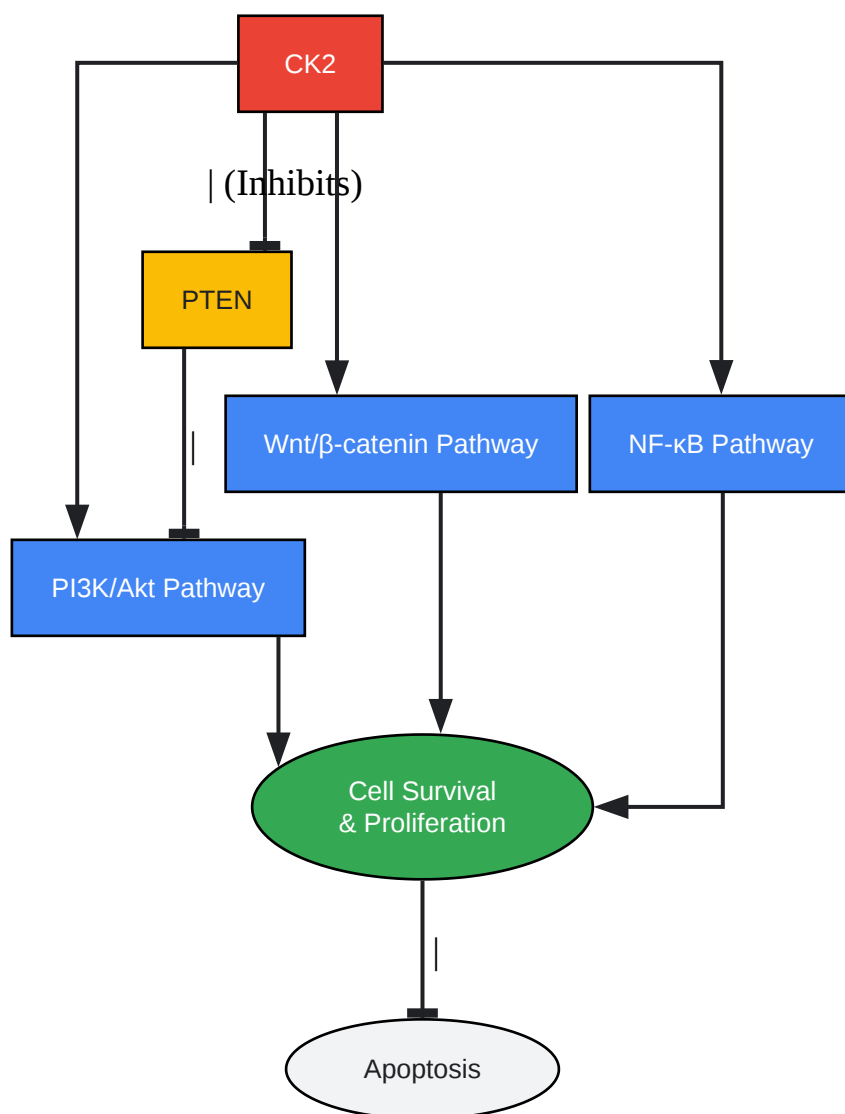 CK2
| (Inhibits)
PTEN
Wnt/β-catenin Pathway
NF-κB Pathway
|
PI3K/Akt Pathway
Cell Survival
& Proliferation
|
Apoptosis